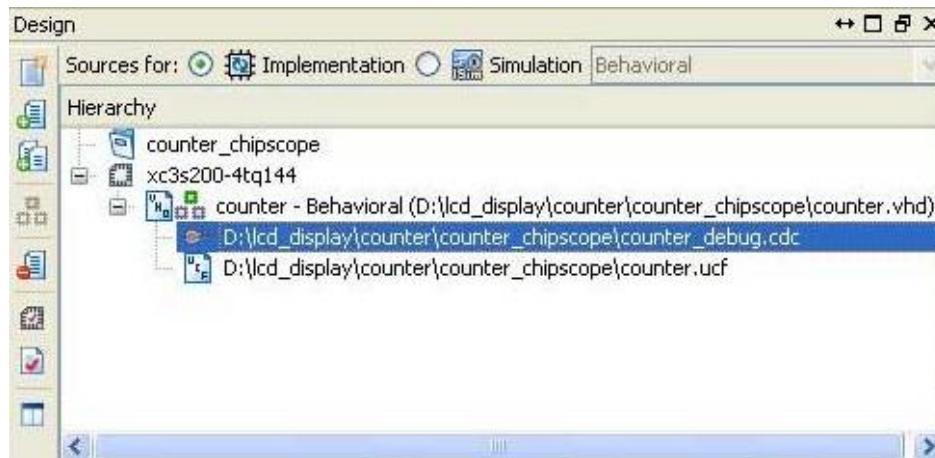 Design
Sources for: Implementation Simulation Behavioral
Hierarchy
counter_chipscope
xc3s200-4tq144
counter - Behavioral (D:\lcd_display\counter\counter_chipscope\counter.vhd)
D:\lcd_display\counter\counter_chipscope\counter_debug.cdc
D:\lcd_display\counter\counter_chipscope\counter.ucf